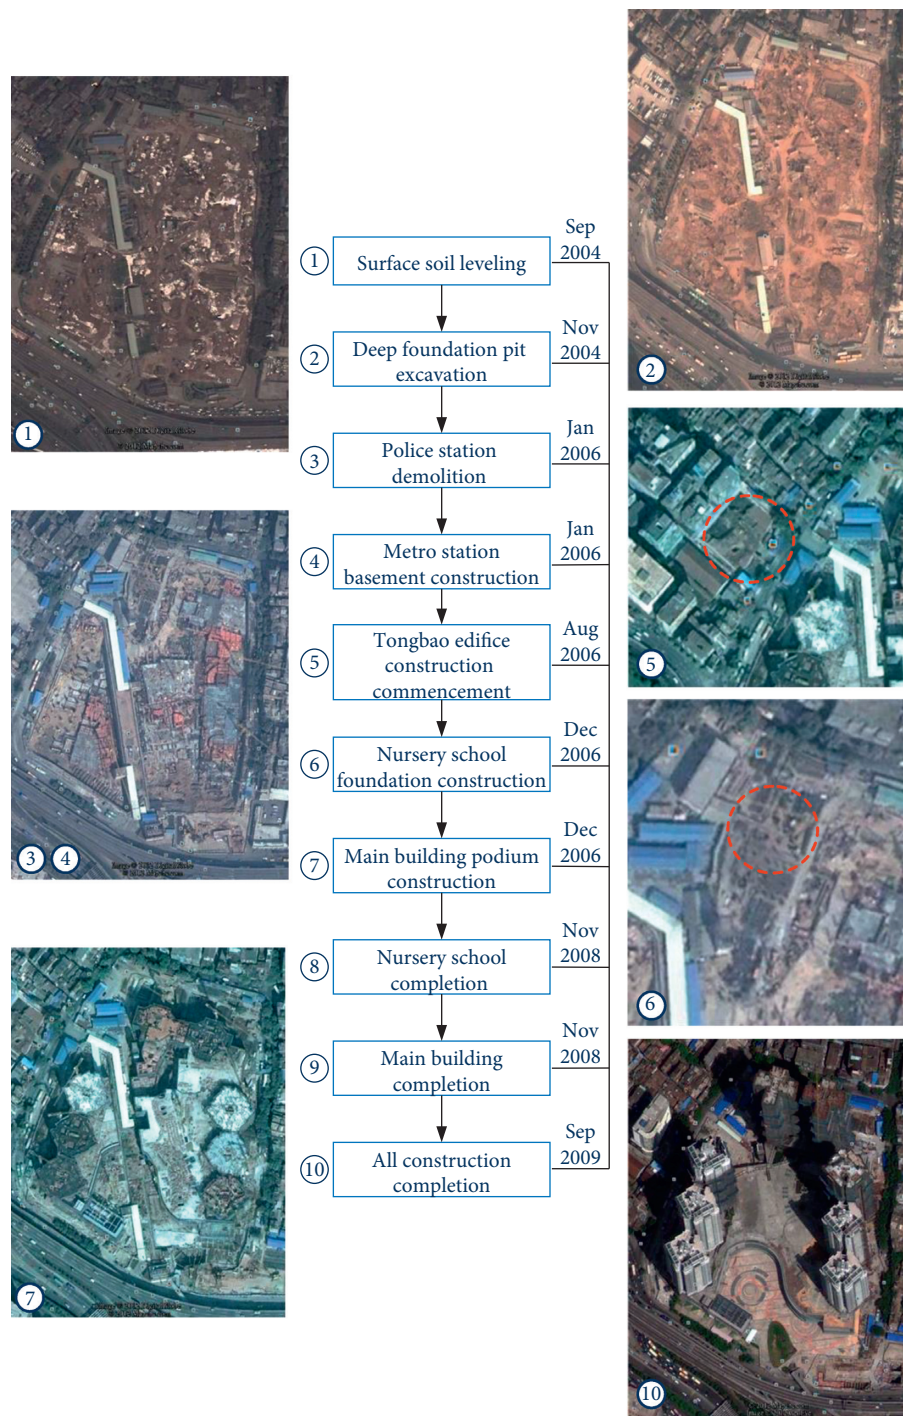 1
Surface soil leveling
Sep
2004
2
Deep foundation pit
excavation
Nov
2004
3
Police station
demolition
Jan
2006
4
Metro station
basement construction
Jan
2006
5
Tongbao edifice
construction
commencement
Aug
2006
6
Nursery school
foundation construction
Dec
2006
7
Main building podium
construction
Dec
2006
8
Nursery school
completion
Nov
2008
9
Main building
completion
Nov
2008
10
All construction
completion
Sep
2009
1
3 4
7
2
5
6
10